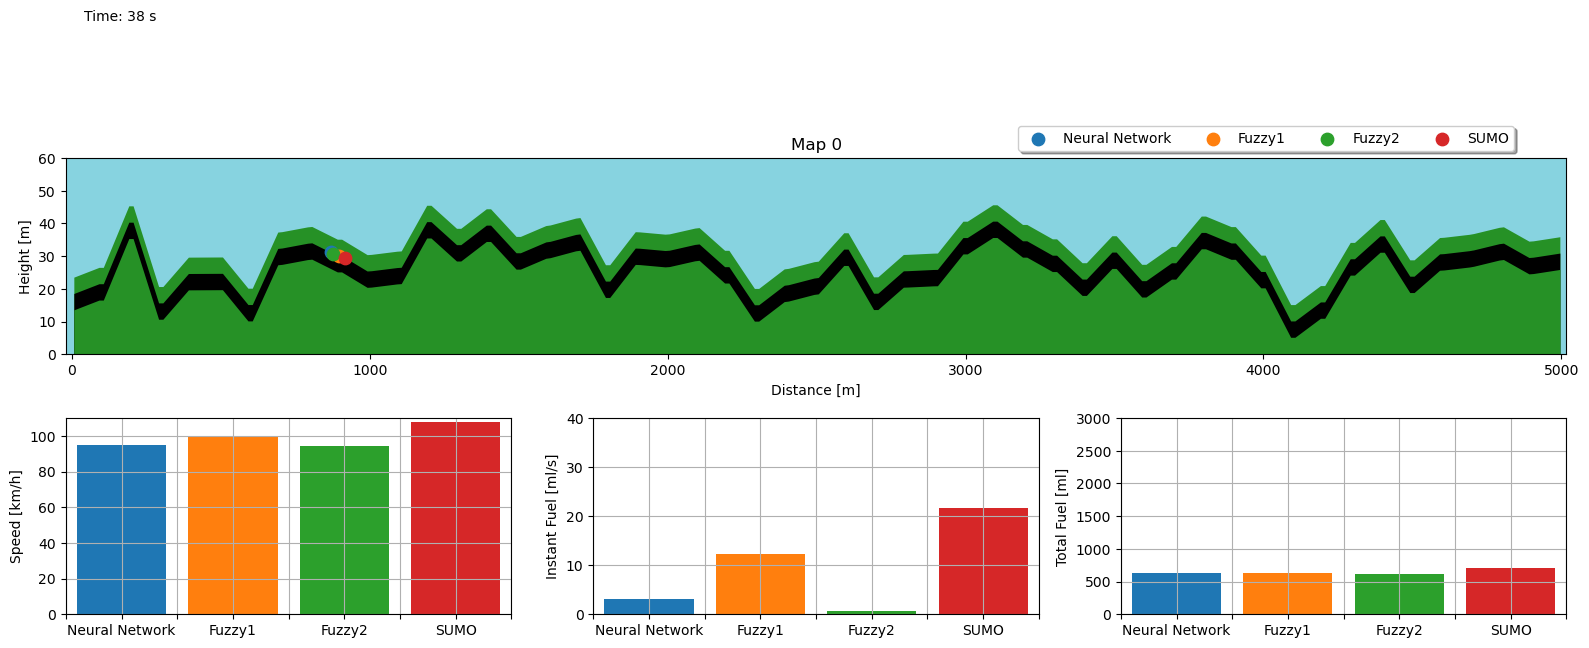 Time: 38 s
Map 0
Neural Network Fuzzy1 Fuzzy2 SUMO
Height [m]
60
50
40
30
20
10
0
0 1000 2000 3000 4000 5000
Distance [m]
Speed [km/h]
100
80
60
40
20
0
Neural Network Fuzzy1 Fuzzy2 SUMO
Instant Fuel [ml/s]
40
30
20
10
0
Neural Network Fuzzy1 Fuzzy2 SUMO
Total Fuel [ml]
3000
2500
2000
1500
1000
500
0
Neural Network Fuzzy1 Fuzzy2 SUMO